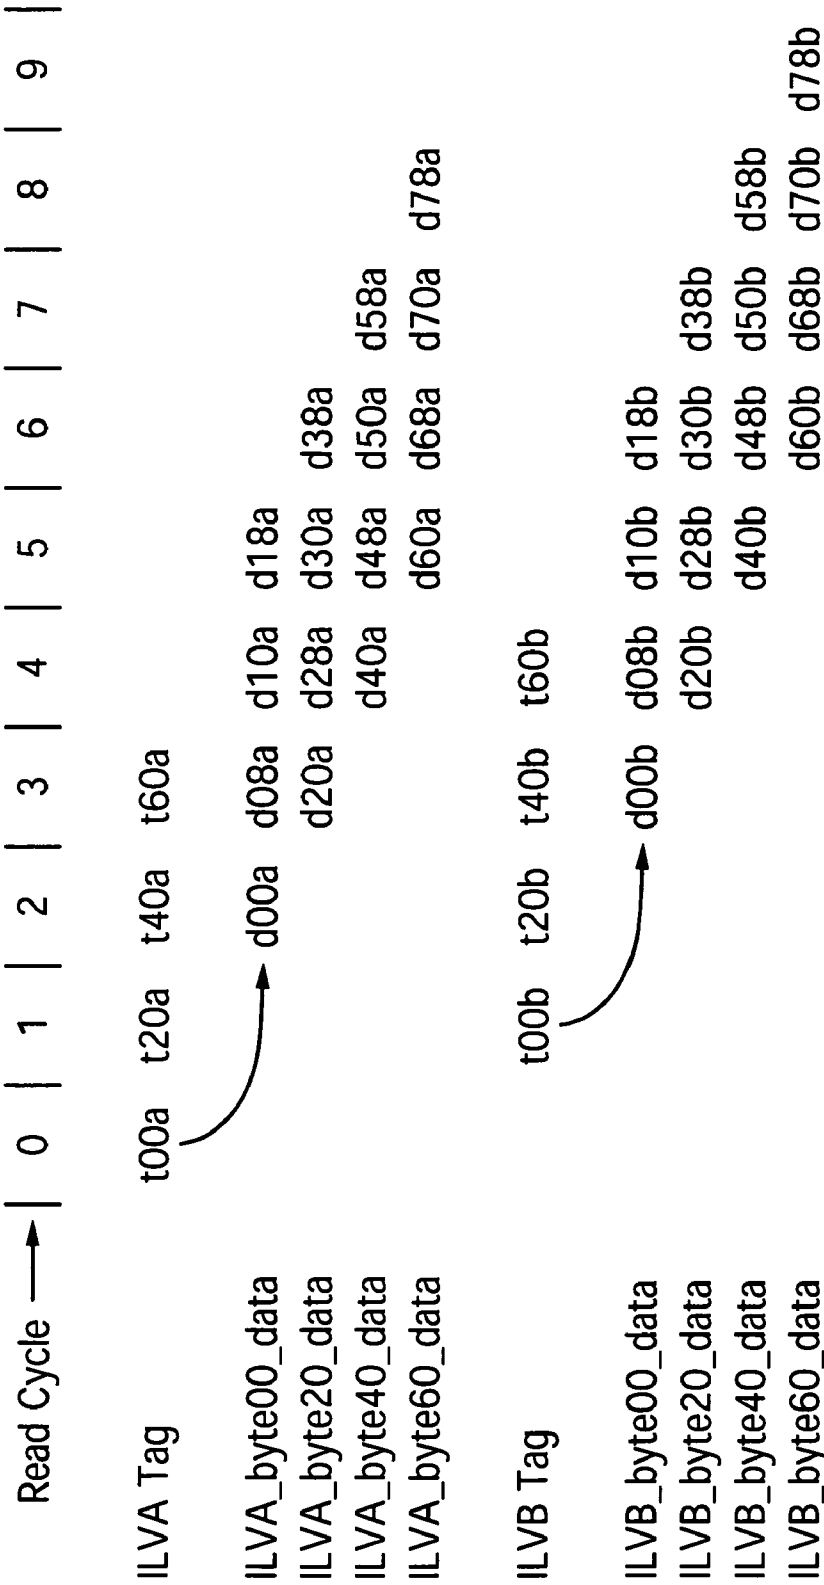 Read Cycle → | 0 | 1 | 2 | 3 | 4 | 5 | 6 | 7 | 8 | 9 |
ILVA Tag t00a t20a t40a t60a
ILVA_byte00_data d00a d08a d10a d18a
ILVA_byte20_data d20a d28a d30a d38a
ILVA_byte40_data d40a d48a d50a d58a
ILVA_byte60_data d60a d68a d70a d78a
ILVB Tag t00b t20b t40b t60b
ILVB_byte00_data d00b d08b d10b d18b
ILVB_byte20_data d20b d28b d30b d38b
ILVB_byte40_data d40b d48b d50b d58b
ILVB_byte60_data d60b d68b d70b d78b